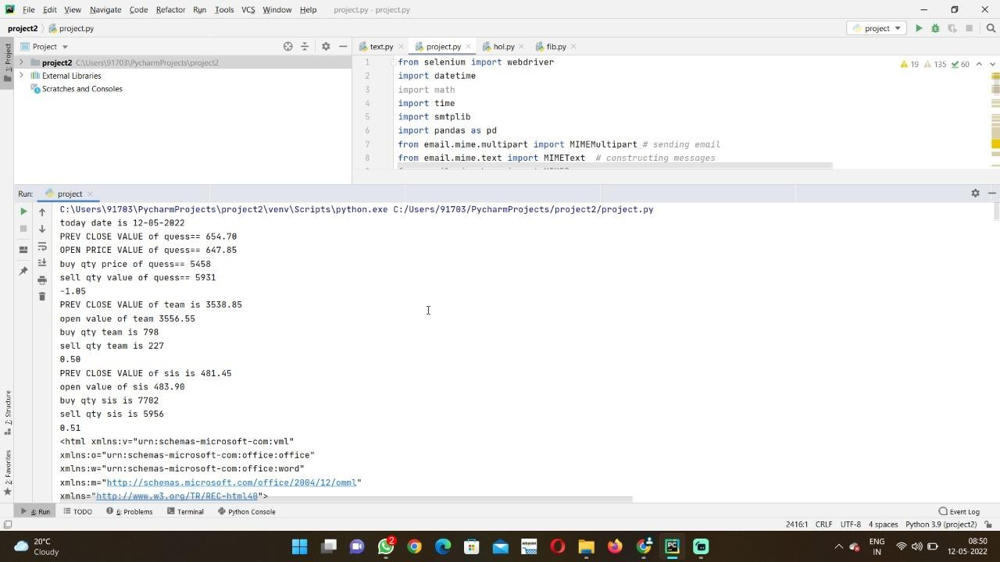 File Edit View Navigate Code Refactor Run Tools VCS Window Help project.py - project.py
project2 project.py project
Project
text.py project.py hol.py fib.py
project2 C:\Users\91703\PycharmProjects\project2
External Libraries
Scratches and Consoles
1 from selenium import webdriver
19 135 60
2 import datetime
3 import math
4 import time
5 import smtplib
6 import pandas as pd
7 from email.mime.multipart import MIMEMultipart # sending email
8 from email.mime.text import MIMEText # constructing messages
1: Project
Run: project
C:\Users\91703\PycharmProjects\project2\venv\Scripts\python.exe C:/Users/91703/PycharmProjects/project2/project.py
today date is 12-05-2022
PREV CLOSE VALUE of quess== 654.70
OPEN PRICE VALUE of quess== 647.85
buy qty price of quess== 5458
sell qty value of quess== 5931
-1.05
PREV CLOSE VALUE of team is 3538.85
open value of team 3556.55
buy qty team is 798
sell qty team is 227
0.50
PREV CLOSE VALUE of sis is 481.45
open value of sis 483.90
buy qty sis is 7702
sell qty sis is 5956
0.51
<html xmlns:v="urn:schemas-microsoft-com:vml"
xmlns:o="urn:schemas-microsoft-com:office:office"
xmlns:w="urn:schemas-microsoft-com:office:word"
xmlns:m="http://schemas.microsoft.com/office/2004/12/omml"
xmlns="http://www.w3.org/TR/REC-html40">
7: Structure
2: Favorites
4: Run TODO 6: Problems Terminal Python Console Event Log
2416:1 CRLF UTF-8 4 spaces Python 3.9 (project2)
20°C
Cloudy
2
PC
amazon
ENG
IN
08:50
12-05-2022